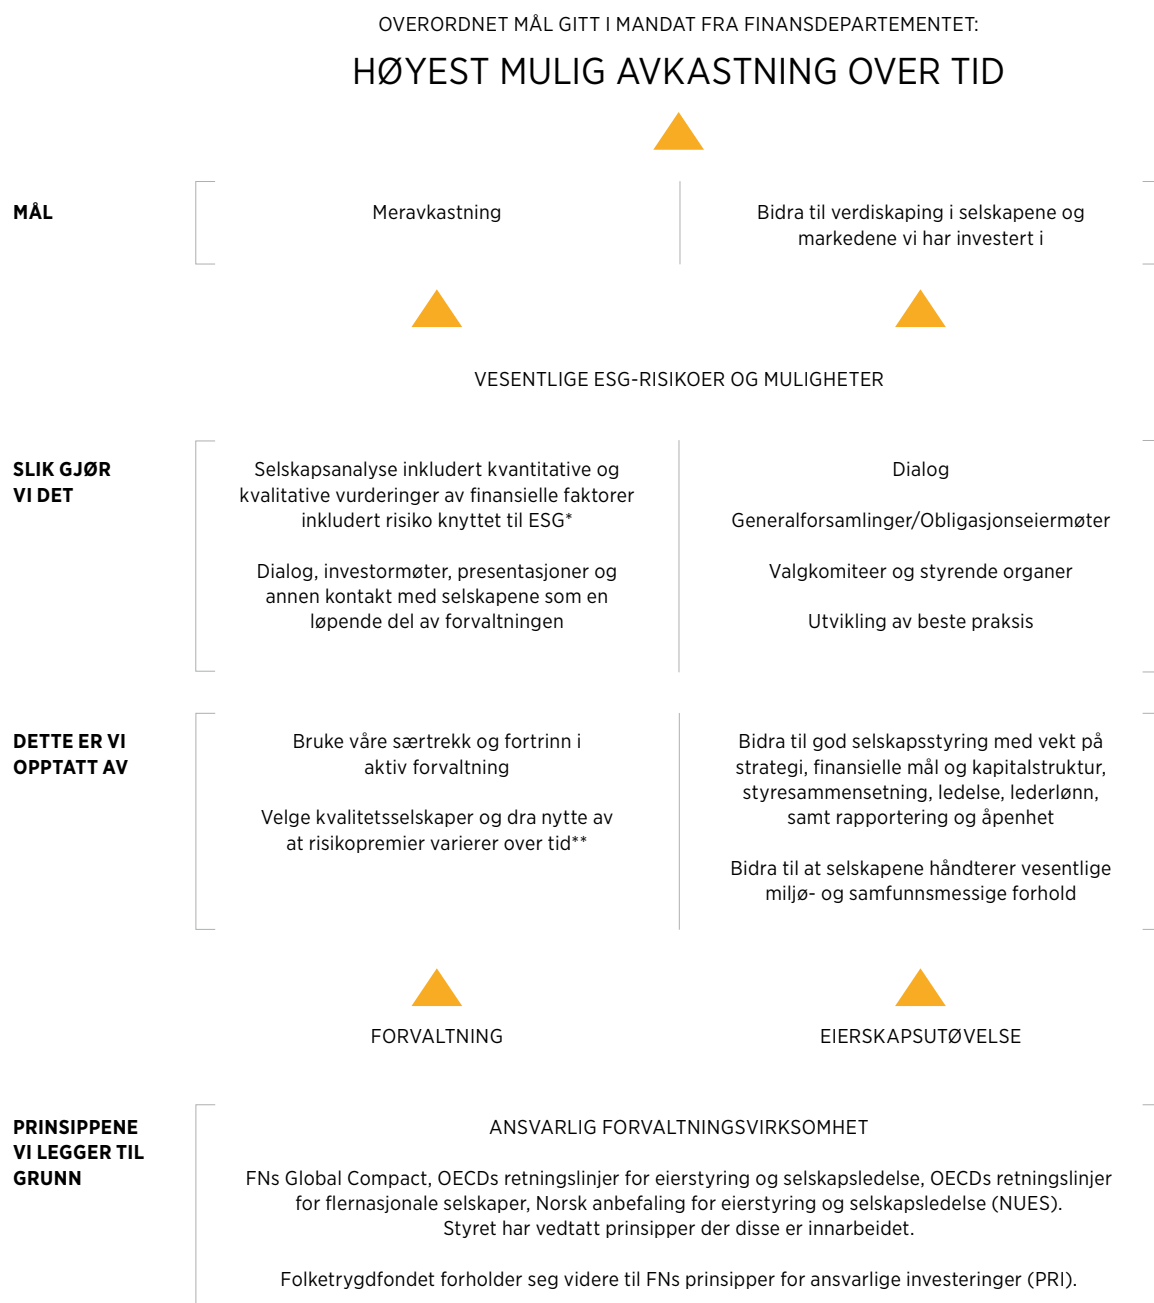 OVERORDNET MÅL GITT I MANDAT FRA FINANSDEPARTEMENTET:
HØYEST MULIG AVKASTNING OVER TID
MÅL
Meravkastning
Bidra til verdiskaping i selskapene og
markedene vi har investert i
VESENTLIGE ESG-RISIKOER OG MULIGHETER
SLIK GJØR
VI DET
Selskapsanalyse inkludert kvantitative og
kvalitative vurderinger av finansielle faktorer
inkludert risiko knyttet til ESG*
Dialog, investormøter, presentasjoner og
annen kontakt med selskapene som en
løpende del av forvaltningen
Dialog
Generalforsamlinger/Obligasjonseiermøter
Valgkomiteer og styrende organer
Utvikling av beste praksis
DETTE ER VI
OPPTATT AV
Bruke våre særtrekk og fortrinn i
aktiv forvaltning
Velge kvalitetsselskaper og dra nytte av
at risikopremier varierer over tid**
Bidra til god selskapsstyring med vekt på
strategi, finansielle mål og kapitalstruktur,
styresammensetning, ledelse, lederlønn,
samt rapportering og åpenhet
Bidra til at selskapene håndterer vesentlige
miljø- og samfunnsmessige forhold
FORVALTNING
EIERSKAPSUTØVELSE
PRINSIPPENE
VI LEGGER TIL
GRUNN
ANSVARLIG FORVALTNINGSVIRKSOMHET
FNs Global Compact, OECDs retningslinjer for eierstyring og selskapsledelse, OECDs retningslinjer
for flernasjonale selskaper, Norsk anbefaling for eierstyring og selskapsledelse (NUES).
Styret har vedtatt prinsipper der disse er innarbeidet.
Folketrygdfondet forholder seg videre til FNs prinsipper for ansvarlige investeringer (PRI).